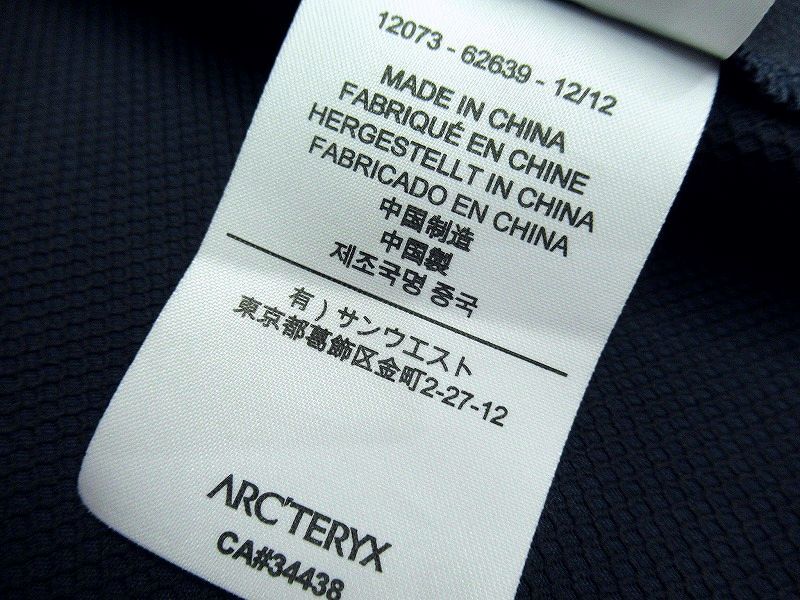 12073 - 62639 - 12/12
MADE IN CHINA
FABRIQUÉ EN CHINE
HERGESTELLT IN CHINA
FABRICADO EN CHINA
中国制造
中国製
제조국명 중국
有）サンウエスト
東京都葛飾区金町2-27-12
ARC'TERYX
CA#34438